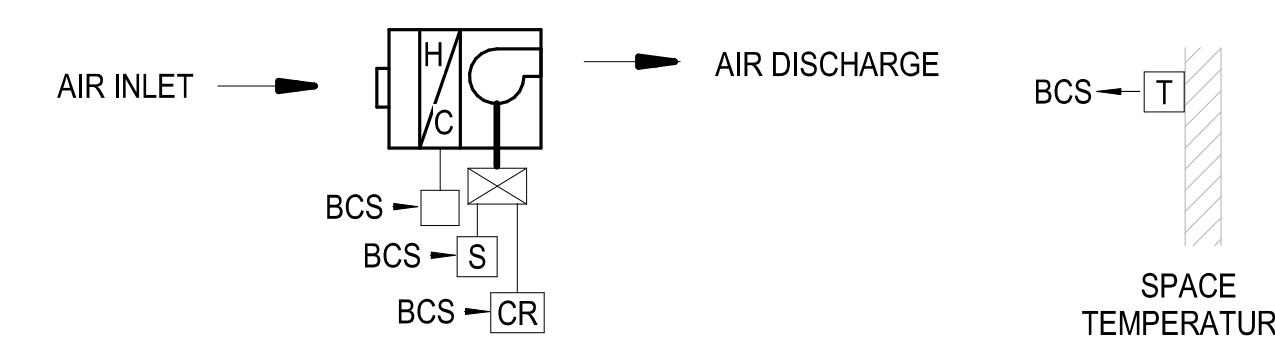 AIR INLET
H
C
AIR DISCHARGE
BCS
T
BCS
BCS
S
BCS
CR
SPACE
TEMPERATUR